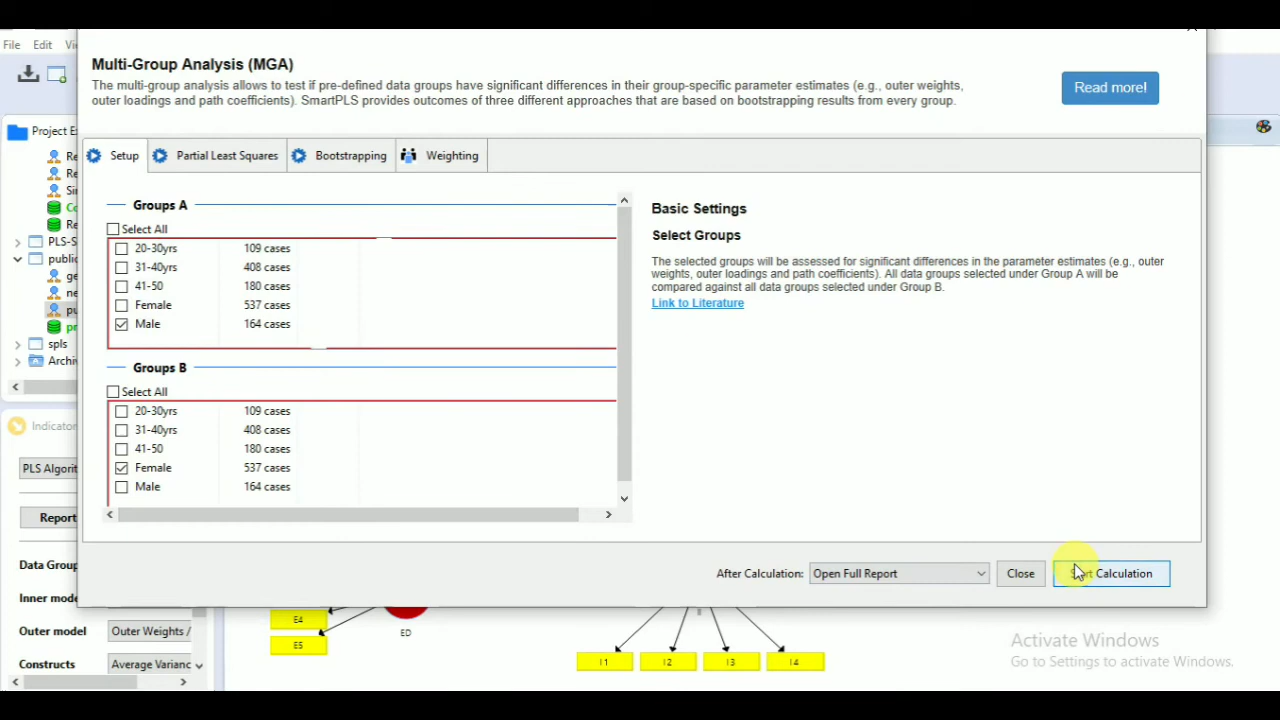 File Edit
Multi-Group Analysis (MGA)
The multi-group analysis allows to test if pre-defined data groups have significant differences in their group-specific parameter estimates (e.g., outer weights,
outer loadings and path coefficients). SmartPLS provides outcomes of three different approaches that are based on bootstrapping results from every group.
Read more!
Project
Setup Partial Least Squares Bootstrapping Weighting
Groups A
Select All
20-30yrs 109 cases
31-40yrs 408 cases
41-50 180 cases
Female 537 cases
Male 164 cases
Groups B
Select All
20-30yrs 109 cases
31-40yrs 408 cases
41-50 180 cases
Female 537 cases
Male 164 cases
Basic Settings
Select Groups
The selected groups will be assessed for significant differences in the parameter estimates (e.g., outer
weights, outer loadings and path coefficients). All data groups selected under Group A will be
compared against all data groups selected under Group B.
Link to Literature
After Calculation: Open Full Report Close Calculation
PLS-S
public
spls
Archiv
Indicator
PLS Algorit
Report
Data Group
Inner mode
Outer model Outer Weights /
Constructs Average Varianc
E4
E5
ED
I1 I2 I3 I4
Activate Windows
Go to Settings to activate Windows.